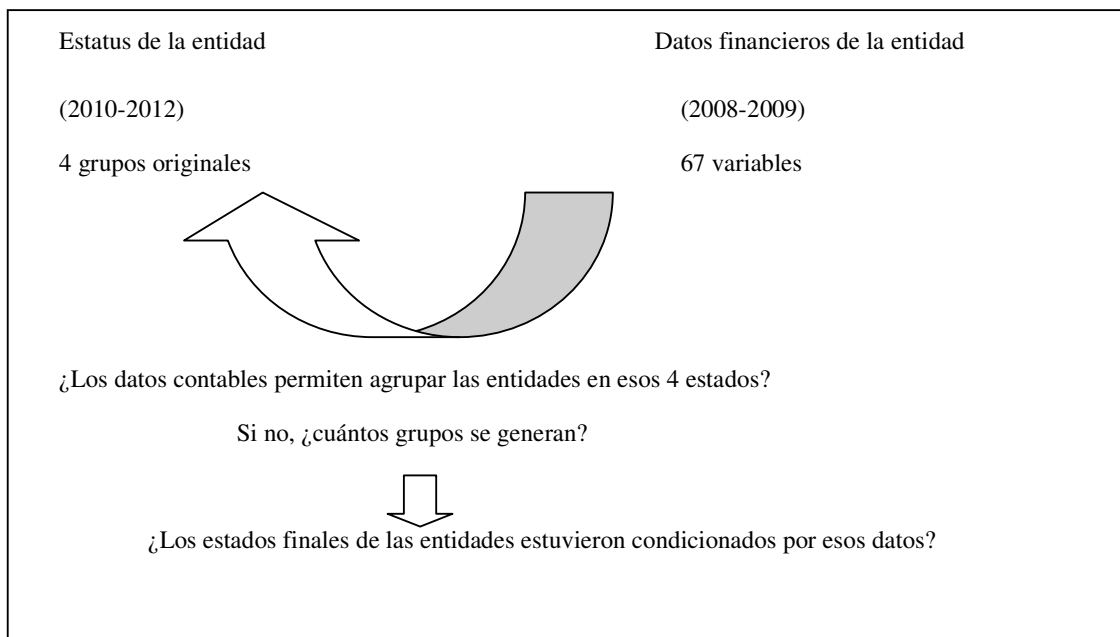 Estatus de la entidad
Datos financieros de la entidad
(2010-2012)
(2008-2009)
4 grupos originales
67 variables
¿Los datos contables permiten agrupar las entidades en esos 4 estados?
Si no, ¿cuántos grupos se generan?
¿Los estados finales de las entidades estuvieron condicionados por esos datos?